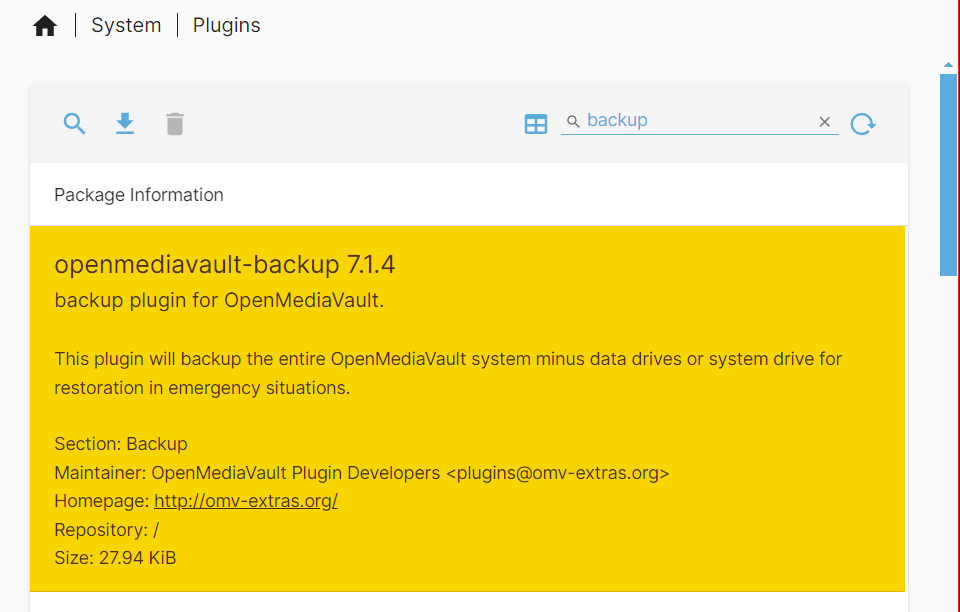 System | Plugins
backup
Package Information
openmediavault-backup 7.1.4
backup plugin for OpenMediaVault.
This plugin will backup the entire OpenMediaVault system minus data drives or system drive for
restoration in emergency situations.
Section: Backup
Maintainer: OpenMediaVault Plugin Developers <plugins@omv-extras.org>
Homepage: http://omv-extras.org/
Repository: /
Size: 27.94 KiB